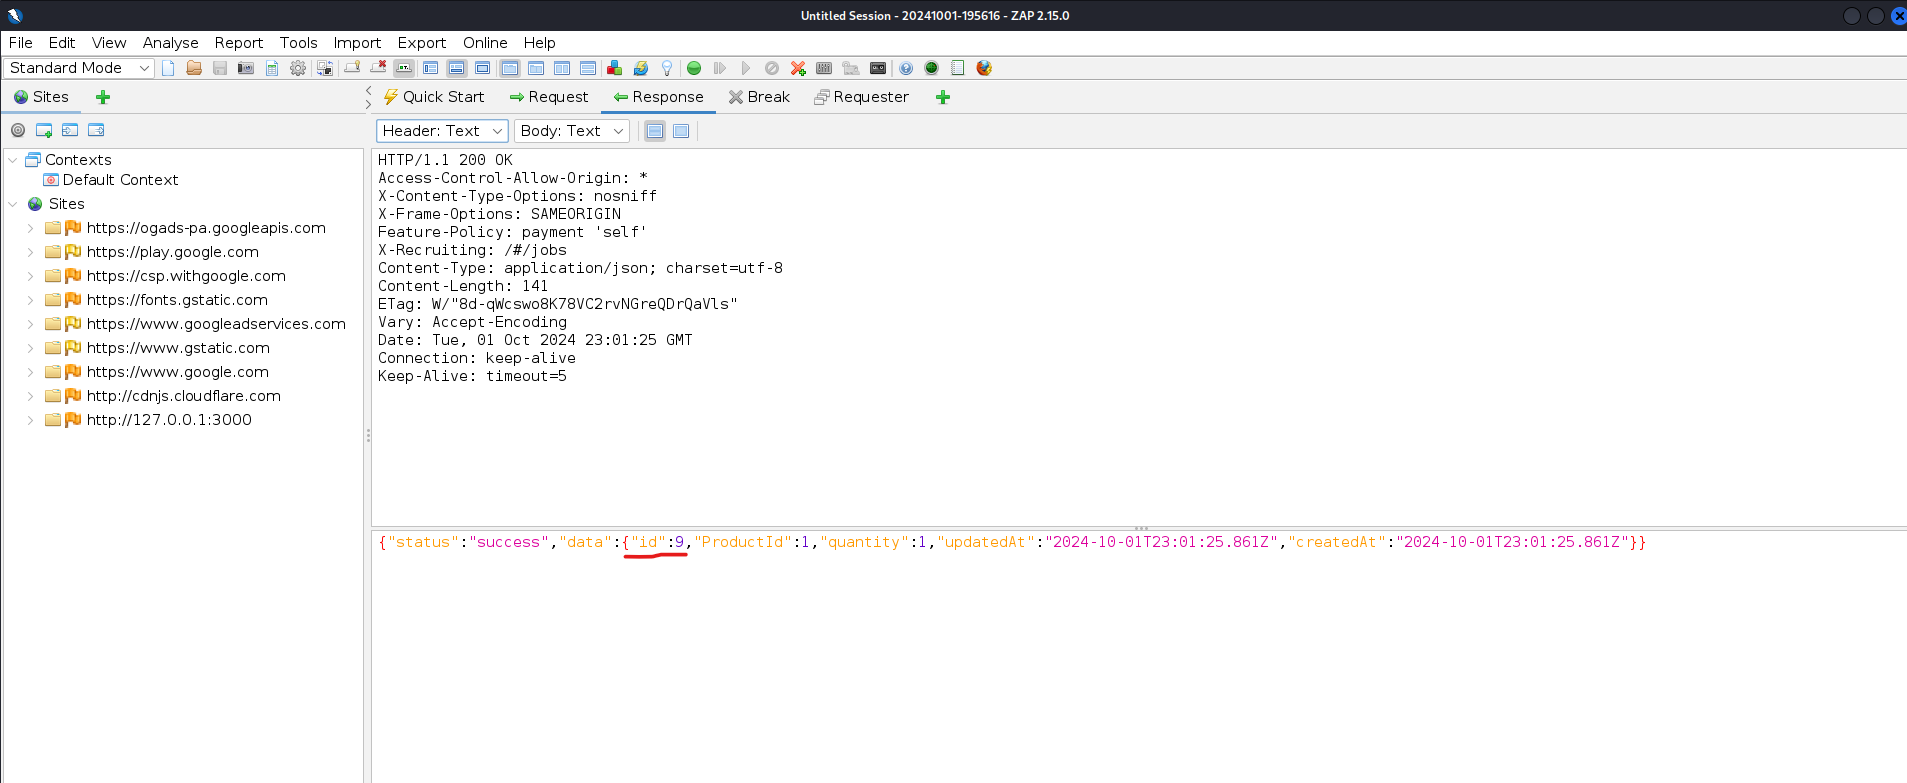 Untitled Session - 20241001-195616 - ZAP 2.15.0
File Edit View Analyse Report Tools Import Export Online Help
Standard Mode
Sites
Quick Start Request Response Break Requester
Header: Text Body: Text
Contexts
Default Context
Sites
https://ogads-pa.googleapis.com
https://play.google.com
https://csp.withgoogle.com
https://fonts.gstatic.com
https://www.googleadservices.com
https://www.gstatic.com
https://www.google.com
http://cdnjs.cloudflare.com
http://127.0.0.1:3000
HTTP/1.1 200 OK
Access-Control-Allow-Origin: *
X-Content-Type-Options: nosniff
X-Frame-Options: SAMEORIGIN
Feature-Policy: payment 'self'
X-Recruiting: /#/jobs
Content-Type: application/json; charset=utf-8
Content-Length: 141
ETag: W/"8d-qWcswo8K78VC2rvNGreQDrQaVls"
Vary: Accept-Encoding
Date: Tue, 01 Oct 2024 23:01:25 GMT
Connection: keep-alive
Keep-Alive: timeout=5
{"status":"success","data":{"id":9,"ProductId":1,"quantity":1,"updatedAt":"2024-10-01T23:01:25.861Z","createdAt":"2024-10-01T23:01:25.861Z"}}